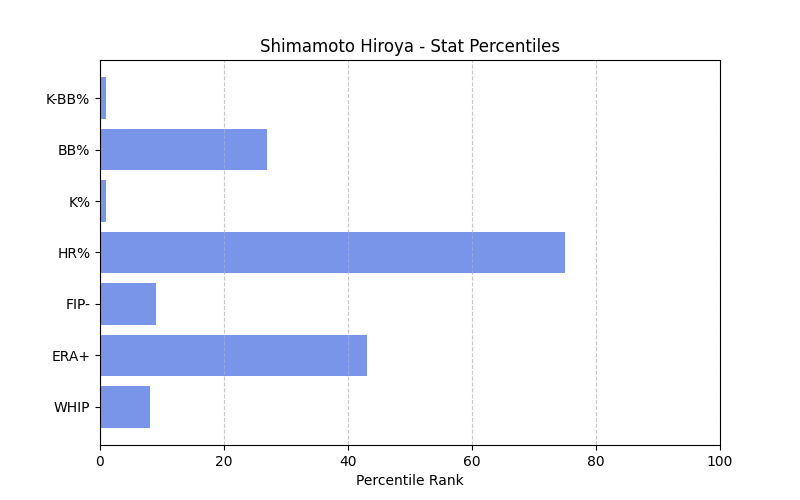 Shimamoto Hiroya - Stat Percentiles
K-BB%
BB%
K%
HR%
FIP-
ERA+
WHIP
0 20 40 60 80 100
Percentile Rank